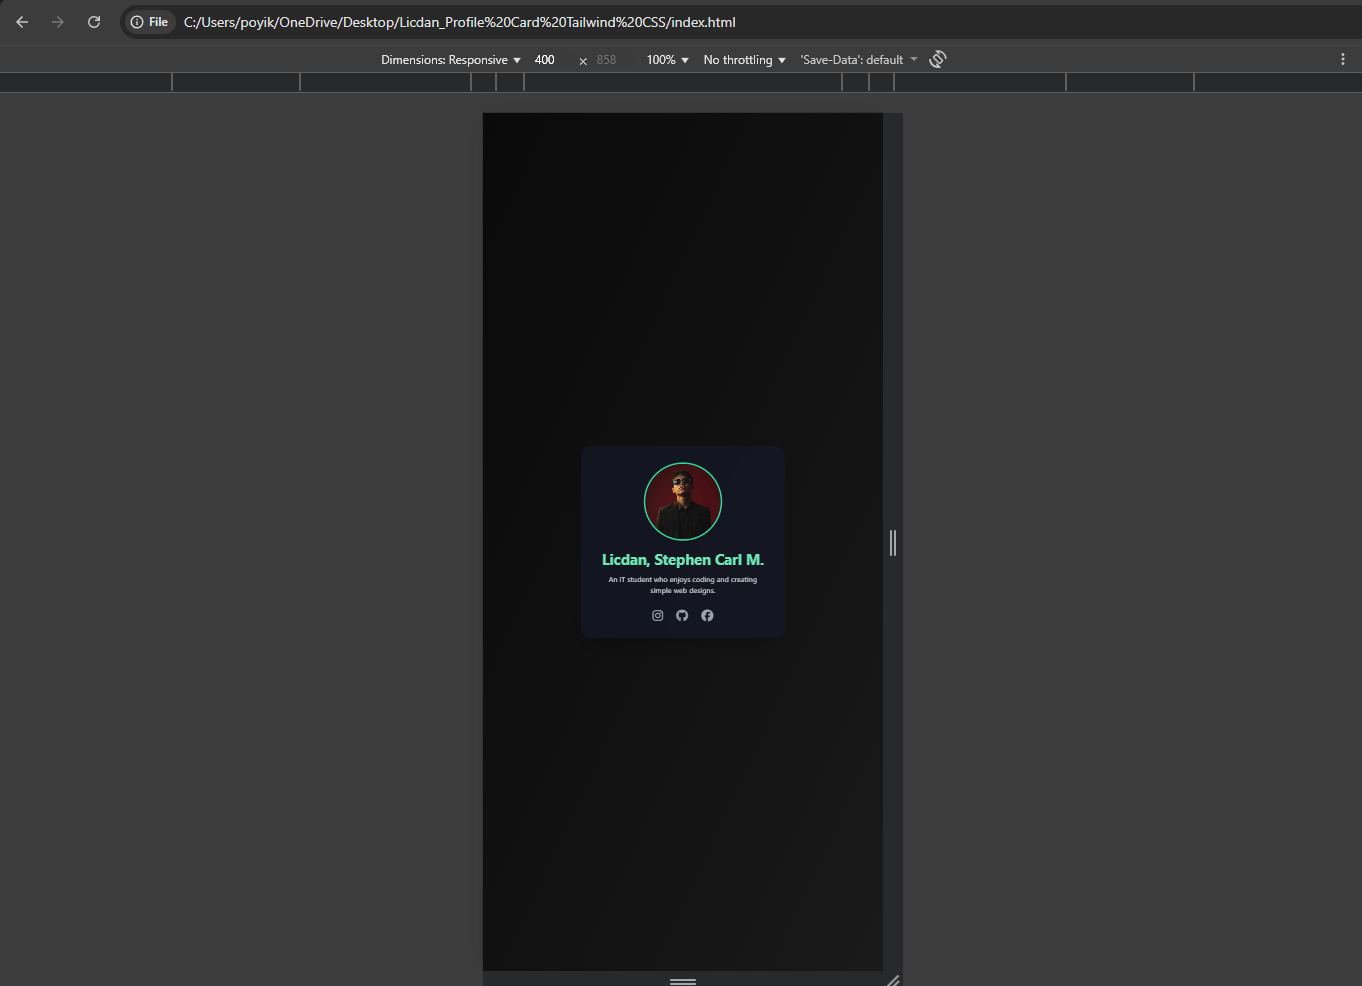 File C:/Users/poyik/OneDrive/Desktop/Licdan_Profile%20Card%20Tailwind%20CSS/index.html
Dimensions: Responsive 400 × 858 100% No throttling 'Save-Data': default
Licdan, Stephen Carl M.
An IT student who enjoys coding and creating
simple web designs.